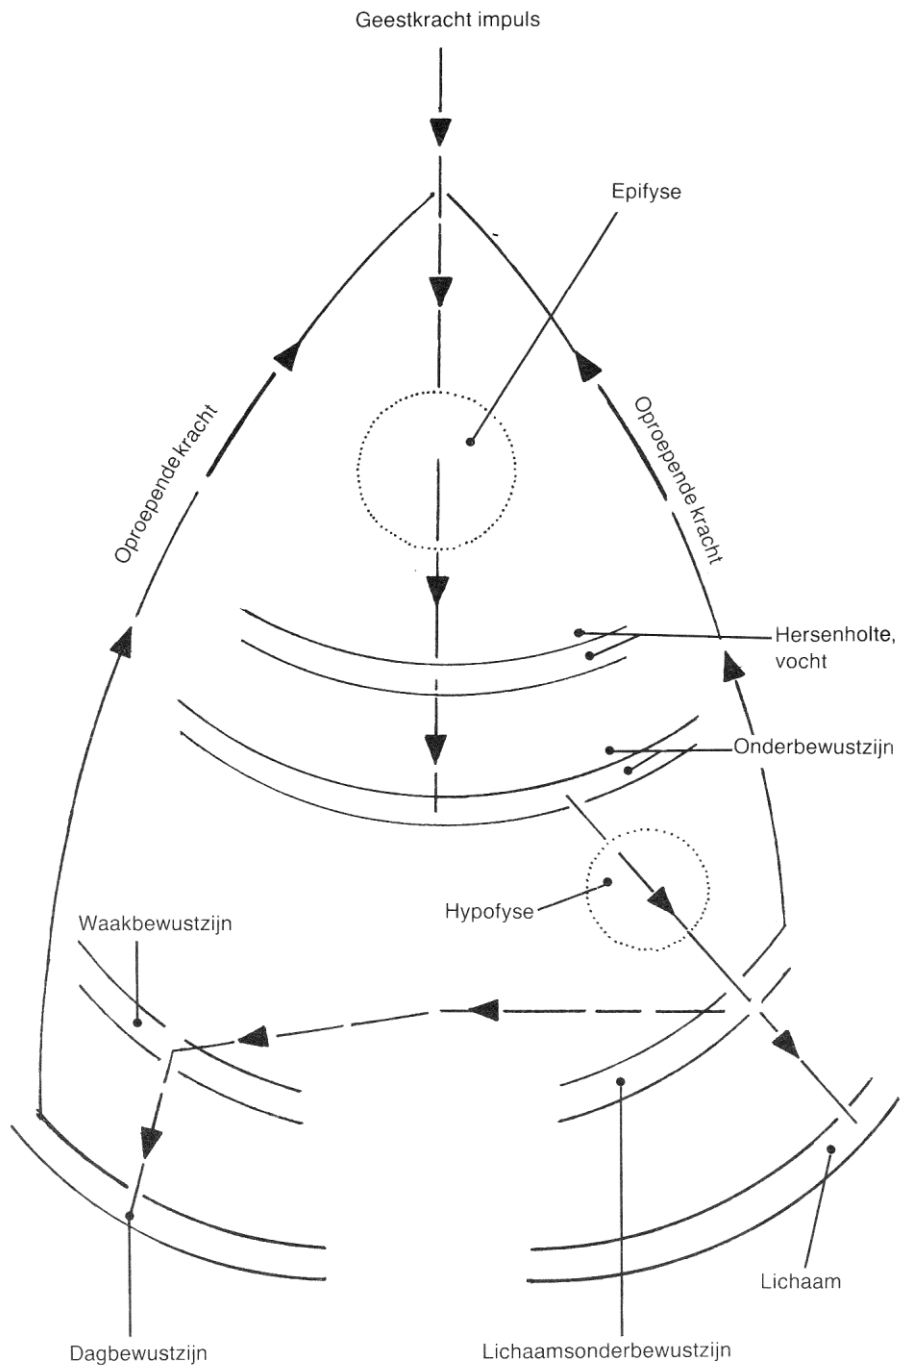 Geestkracht impuls
Epifyse
Oproepende kracht
Oproepende kracht
Hersenholte,
vocht
Onderbewustzijn
Hypofyse
Waakbewustzijn
Lichaam
Dagbewustzijn
Lichaamsonderbewustzijn